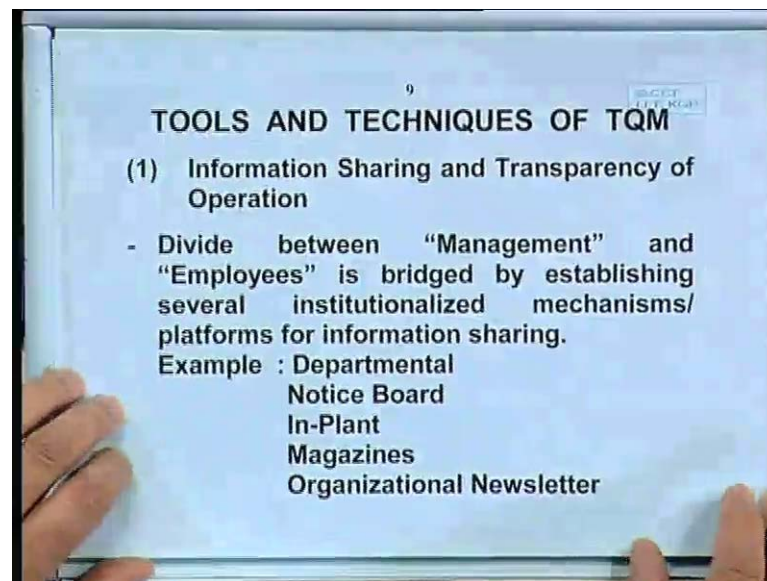 9
TOOLS AND TECHNIQUES OF TQM
(1) Information Sharing and Transparency of
Operation
- Divide between “Management” and
“Employees” is bridged by establishing
several institutionalized mechanisms/
platforms for information sharing.
Example : Departmental
Notice Board
In-Plant
Magazines
Organizational Newsletter